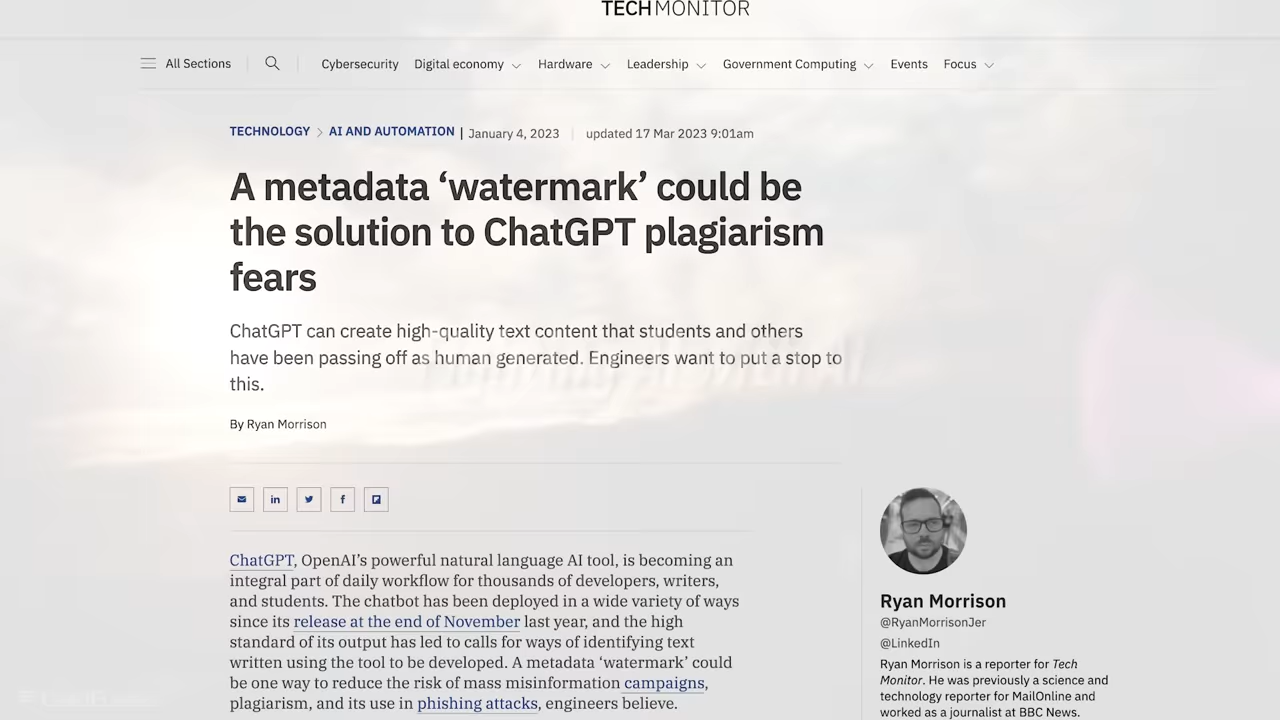 TECHMONITOR
All Sections
Cybersecurity Digital economy Hardware Leadership Government Computing Events Focus
TECHNOLOGY > AI AND AUTOMATION | January 4, 2023 | updated 17 Mar 2023 9:01am
A metadata ‘watermark’ could be
the solution to ChatGPT plagiarism
fears
ChatGPT can create high-quality text content that students and others
have been passing off as human generated. Engineers want to put a stop to
this.
By Ryan Morrison
in f
ChatGPT, OpenAI’s powerful natural language AI tool, is becoming an
integral part of daily workflow for thousands of developers, writers,
and students. The chatbot has been deployed in a wide variety of ways
since its release at the end of November last year, and the high
standard of its output has led to calls for ways of identifying text
written using the tool to be developed. A metadata ‘watermark’ could
be one way to reduce the risk of mass misinformation campaigns,
plagiarism, and its use in phishing attacks, engineers believe.
Ryan Morrison
@RyanMorrisonJer
@LinkedIn
Ryan Morrison is a reporter for Tech
Monitor. He was previously a science and
technology reporter for MailOnline and
worked as a journalist at BBC News.